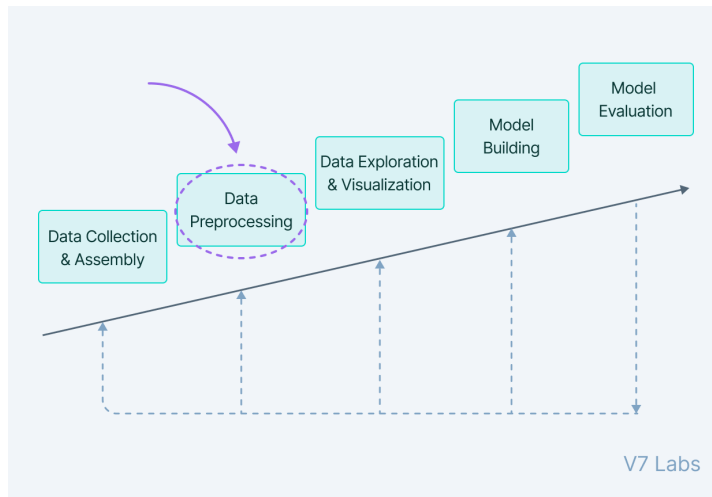 Data Collection
& Assembly
Data
Preprocessing
Data Exploration
& Visualization
Model
Building
Model
Evaluation
V7 Labs